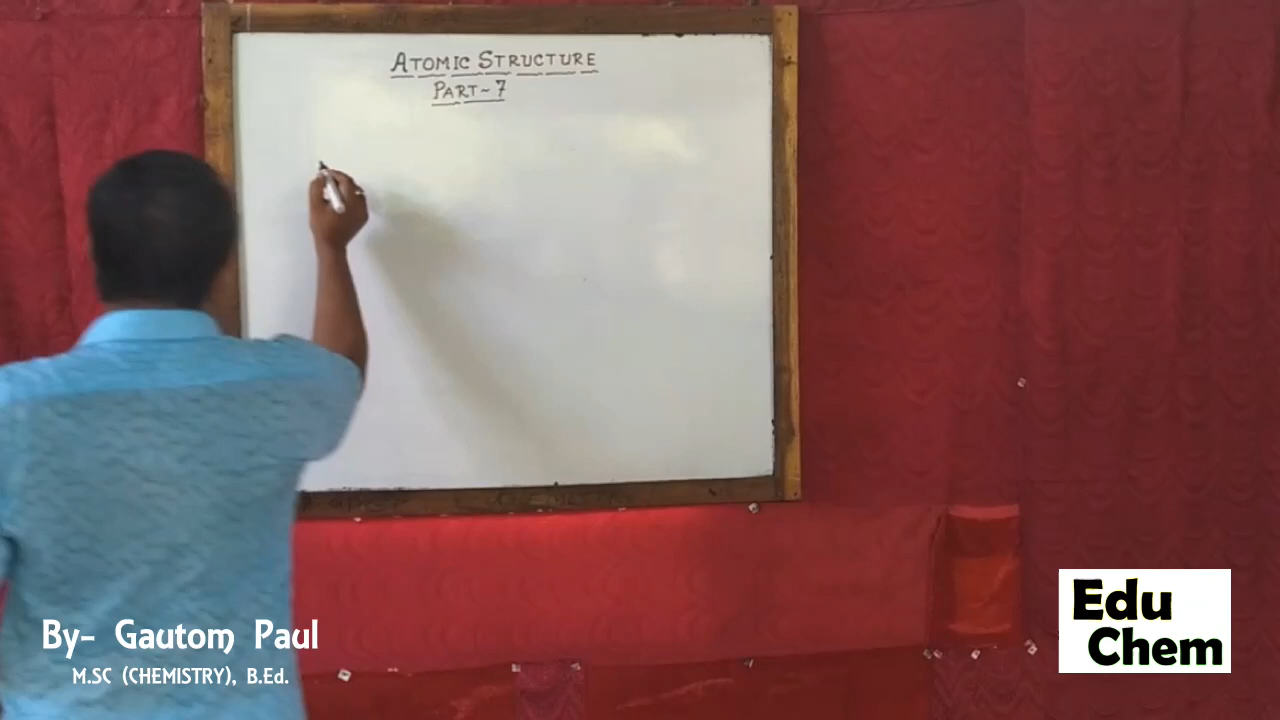 ATOMIC STRUCTURE
PART~7
By- Gautom Paul
M.SC (CHEMISTRY), B.Ed.
Edu
Chem